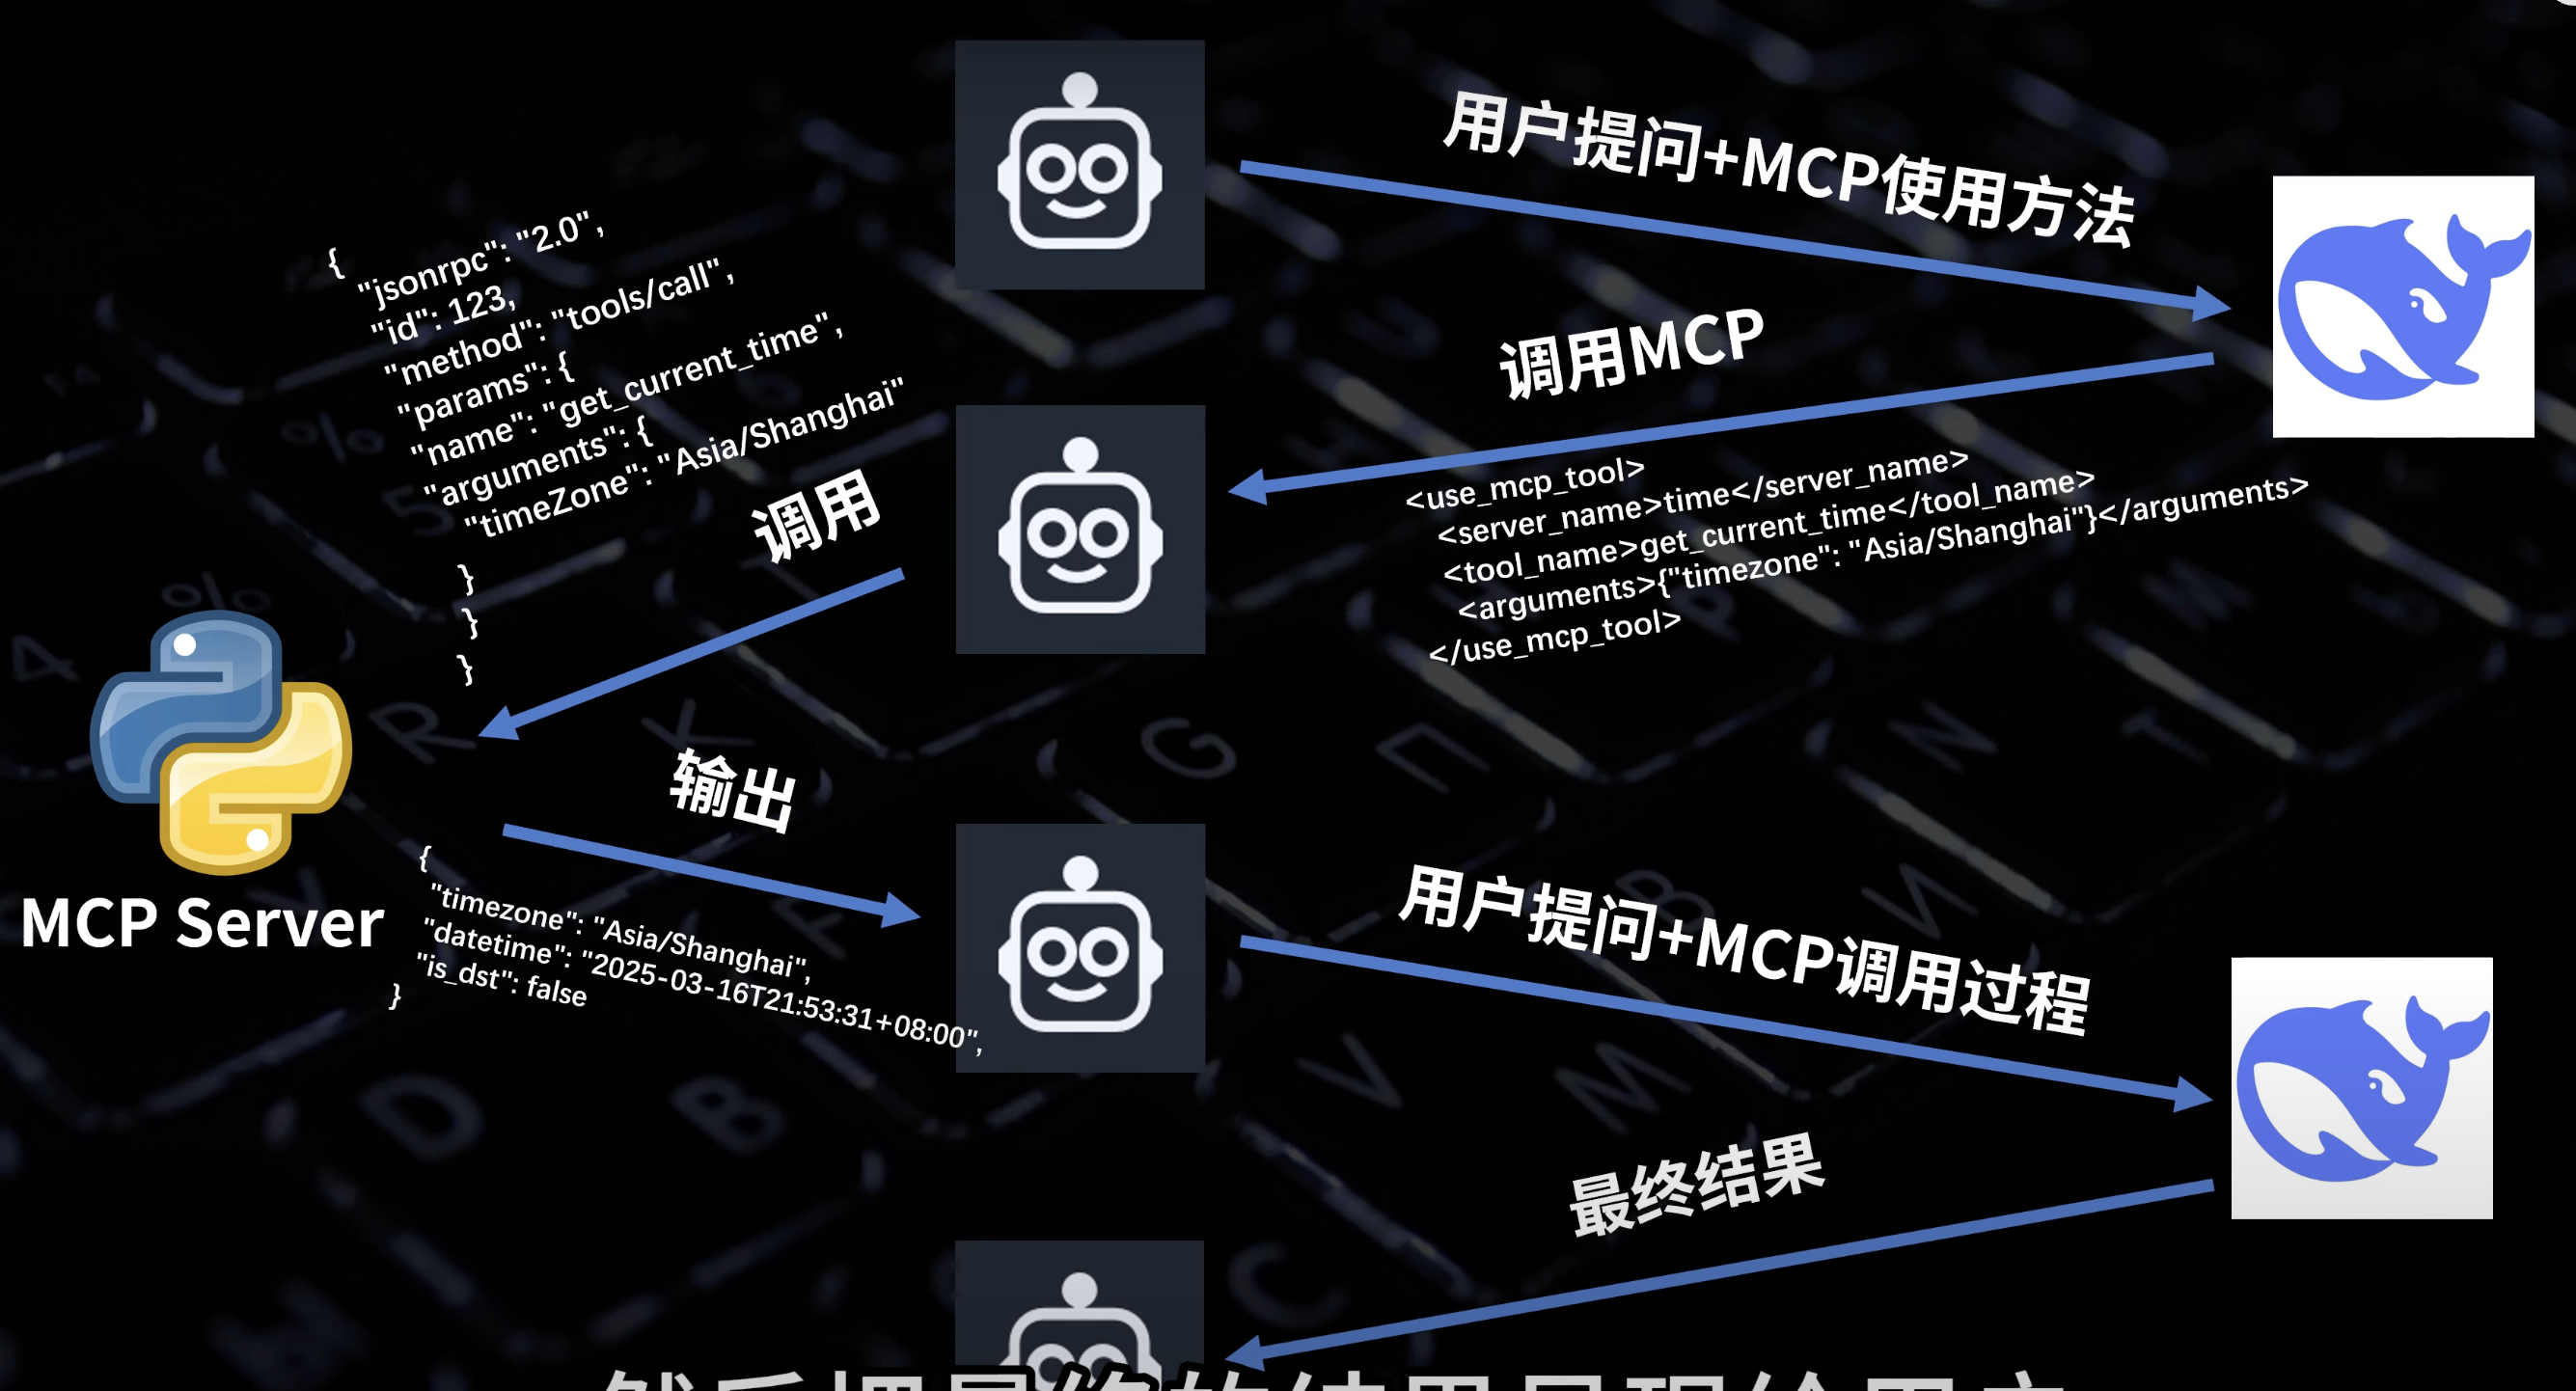 用户提问+MCP使用方法
{
"jsonrpc": "2.0",
"id": 123,
"method": "tools/call",
"params": {
"name": "get_current_time",
"arguments": {
"timeZone": "Asia/Shanghai"
}
}
}
调用MCP
<use_mcp_tool>
<server_name>time</server_name>
<tool_name>get_current_time</tool_name>
<arguments>{"timezone": "Asia/Shanghai"}</arguments>
</use_mcp_tool>
调用
MCP Server
输出
{
"timezone": "Asia/Shanghai",
"datetime": "2025-03-16T21:53:31+08:00",
"is_dst": false
}
用户提问+MCP调用过程
最终结果